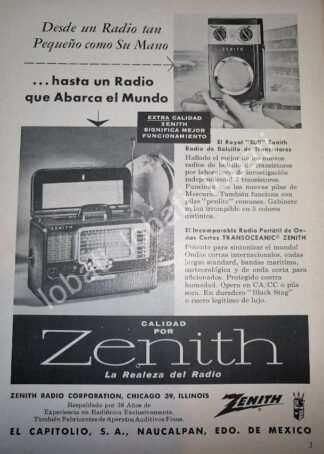 Desde un Radio tan
Pequeño como Su Mano
...hasta un Radio
que Abarca el Mundo
ZENITH
EXTRA CALIDAD
ZENITH
SIGNIFICA MEJOR
FUNCIONAMIENTO
El Royal "500" Zenith
Radio de Bolsillo de Transistores
Hallado el mejor de los nuevos
radios de bolsillo de transistores
por laboratorio de investigación
independiente! 7 transistores.
Funciona con las nuevas pilas de
Mercurio. También funciona con
pilas "penlite" comunes. Gabinete
nylon irrompible en 5 colores
distintos.
El Incomparable Radio Portátil de On-
das Cortas TRANSOCEANIC® ZENITH
Potente para sintonizar el mundo!
Ondas cortas internacionales, ondas
largas standard, bandas marítima,
meteorológica y de onda corta para
aficionados. Protegido contra
humedad. Opera en CA/CC o pila
seca. En duradero "Black Stag"
o cuero legítimo de lujo.
ZENITH
CALIDAD
POR
Zenith
La Realeza del Radio
ZENITH RADIO CORPORATION, CHICAGO 39, ILLINOIS
Respaldado por 38 Años de
Experiencia en Radiónica Exclusivamente.
También Fabricantes de Aparatos Auditivos Finos.
ZENITH
EL CAPITOLIO, S. A., NAUCALPAN, EDO. DE MEXICO
3